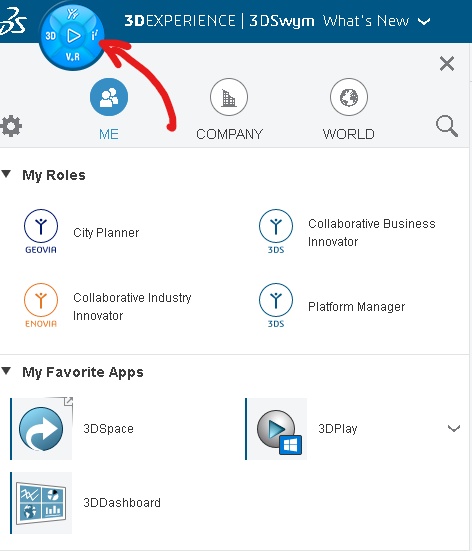 3DEXPERIENCE | 3DSwym What's New
3D i²
V.R
ME COMPANY WORLD
My Roles
GEOVIA City Planner
3DS Collaborative Business
Innovator
ENOVIA Collaborative Industry
Innovator
3DS Platform Manager
My Favorite Apps
3DSpace
3DPlay
3DDashboard